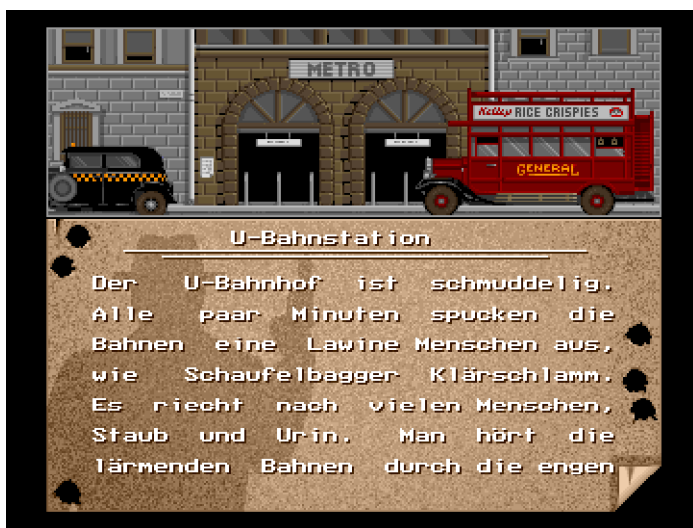 METRO
Kelley RICE CRISPIES
GENERAL
U-Bahnstation
Der U-Bahnhof ist schmuddelig.
Alle paar Minuten spucken die
Bahnen eine Lawine Menschen aus,
wie Schaufelbagger Klärschlamm.
Es riecht nach vielen Menschen,
Staub und Urin. Man hört die
lärmenden Bahnen durch die engen